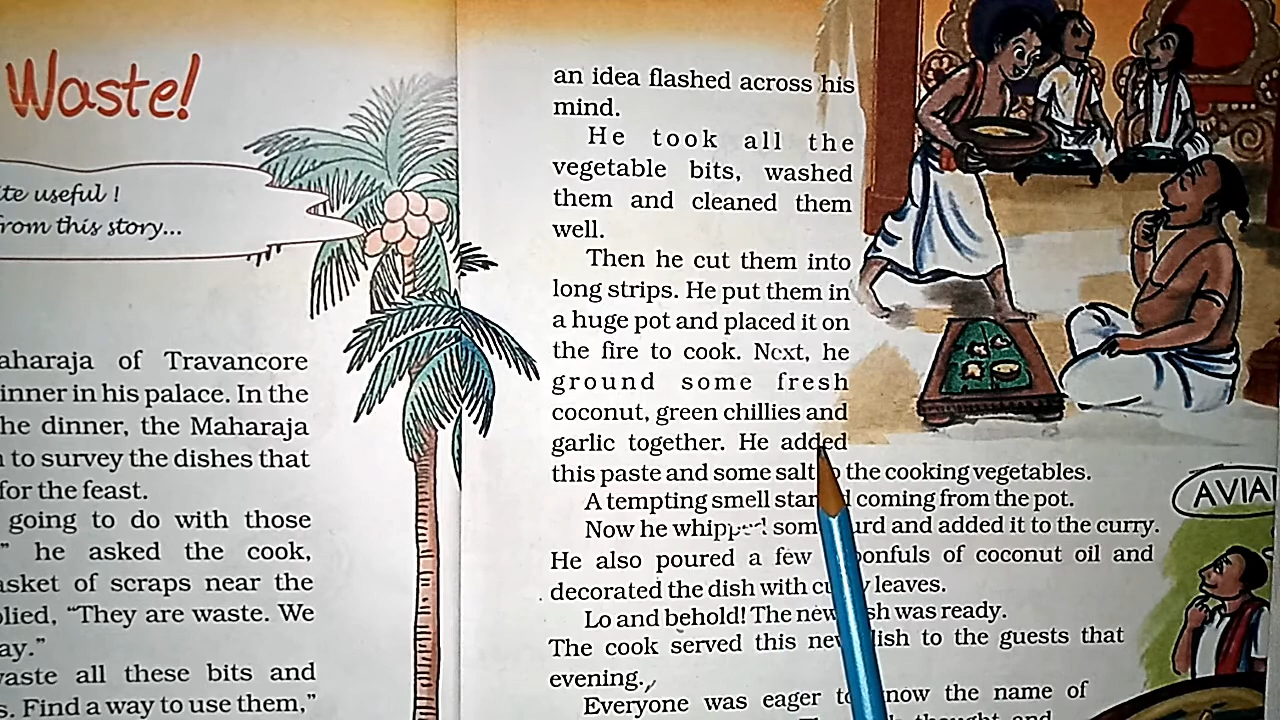 Waste!
te useful !
rom this story...
aharaja of Travancore
inner in his palace. In the
he dinner, the Maharaja
to survey the dishes that
for the feast.
going to do with those
" he asked the cook,
asket of scraps near the
plied, "They are waste. We
ay."
vaste all these bits and
s. Find a way to use them,"
an idea flashed across his
mind.
He took all the
vegetable bits, washed
them and cleaned them
well.
Then he cut them into
long strips. He put them in
a huge pot and placed it on
the fire to cook. Next, he
ground some fresh
coconut, green chillies and
garlic together. He added
this paste and some salt the cooking vegetables.
A tempting smell coming from the pot.
Now he som urd and added it to the curry.
He also poured a few oonfuls of coconut oil and
decorated the dish with leaves.
Lo and behold! The new sh was ready.
The cook served this new dish to the guests that
evening.
Everyone was eager now the name of
thought and
AVIA